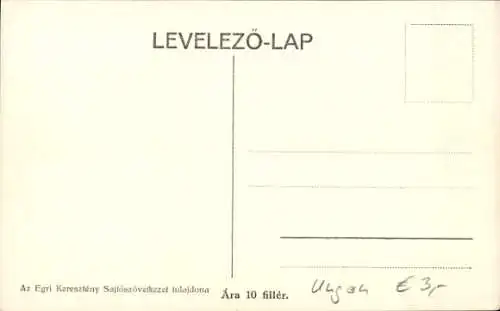 LEVELEZŐ-LAP
Az Egri Keresztény Sajtószövetkezet tulajdona
Ára 10 fillér.
Ungarn € 3,-